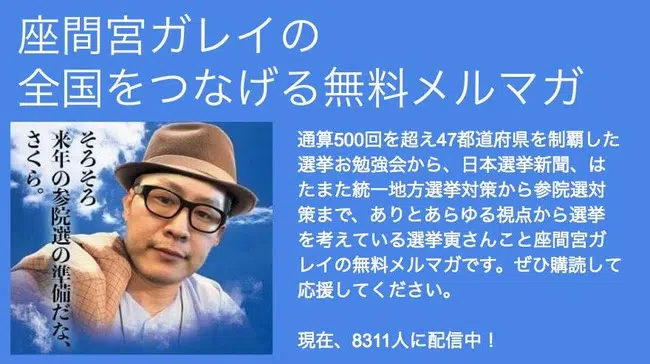 座間宮ガレイの
全国をつなげる無料メルマガ
そろそろ
来年の参院選の準備だな、
さくら。
通算500回を超え47都道府県を制覇した
選挙お勉強会から、日本選挙新聞、は
たまた統一地方選挙対策から参院選対
策まで、ありとあらゆる視点から選挙
を考えている選挙寅さんこと座間宮ガ
レイの無料メルマガです。ぜひ購読して
応援してください。
現在、8311人に配信中！